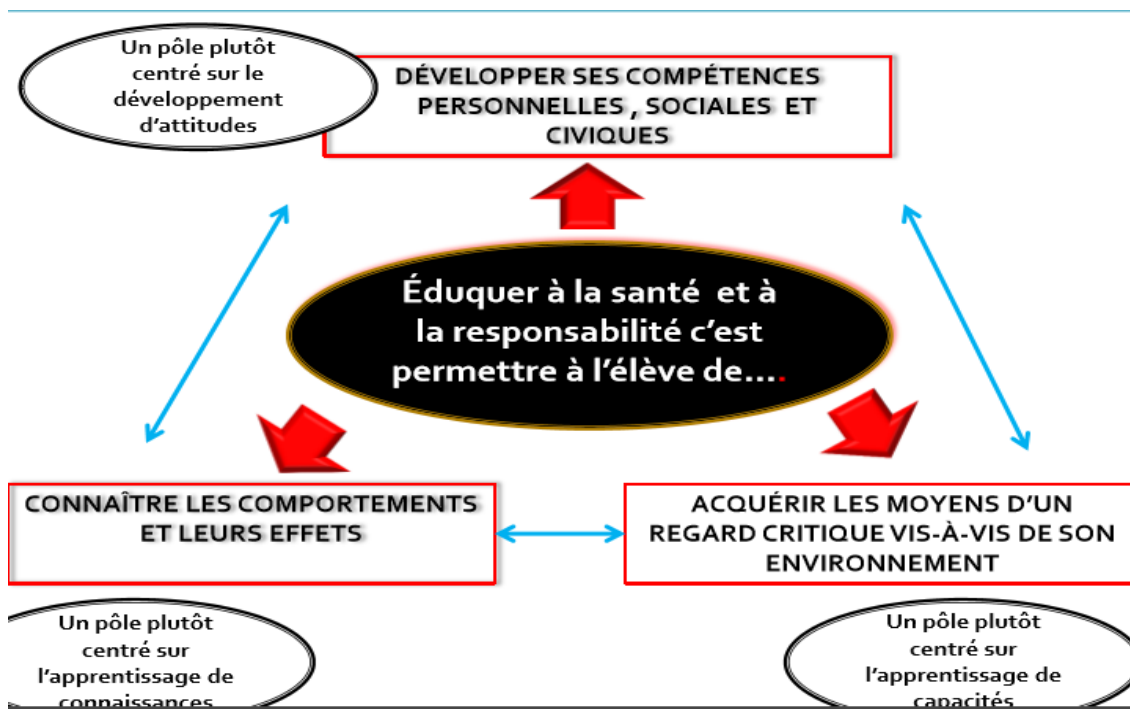 Un pôle plutôt
centré sur le
développement
d'attitudes
DÉVELOPPER SES COMPÉTENCES
PERSONNELLES , SOCIALES ET
CIVIQUES
Éduquer à la santé et à
la responsabilité c'est
permettre à l'élève de....
CONNAÎTRE LES COMPORTEMENTS
ET LEURS EFFETS
ACQUÉRIR LES MOYENS D'UN
REGARD CRITIQUE VIS-À-VIS DE SON
ENVIRONNEMENT
Un pôle plutôt
centré sur
l'apprentissage de
connaissances
Un pôle plutôt
centré sur
l'apprentissage de
capacités